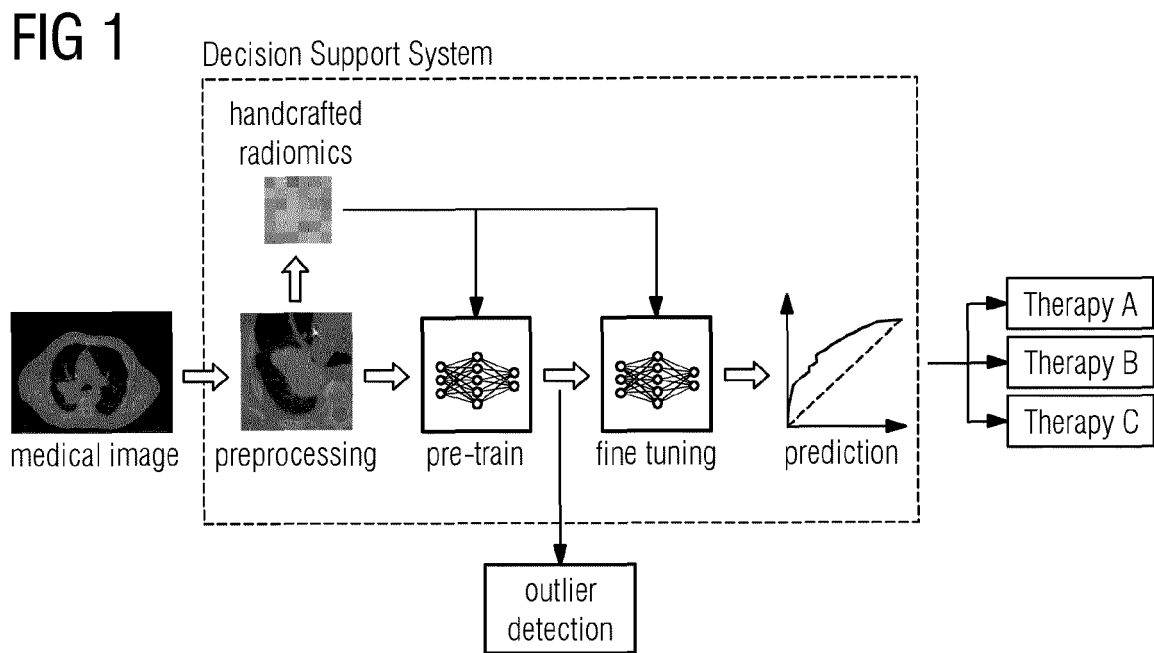 FIG 1
Decision Support System
handcrafted
radiomics
medical image
preprocessing
pre-train
fine tuning
prediction
Therapy A
Therapy B
Therapy C
outlier
detection